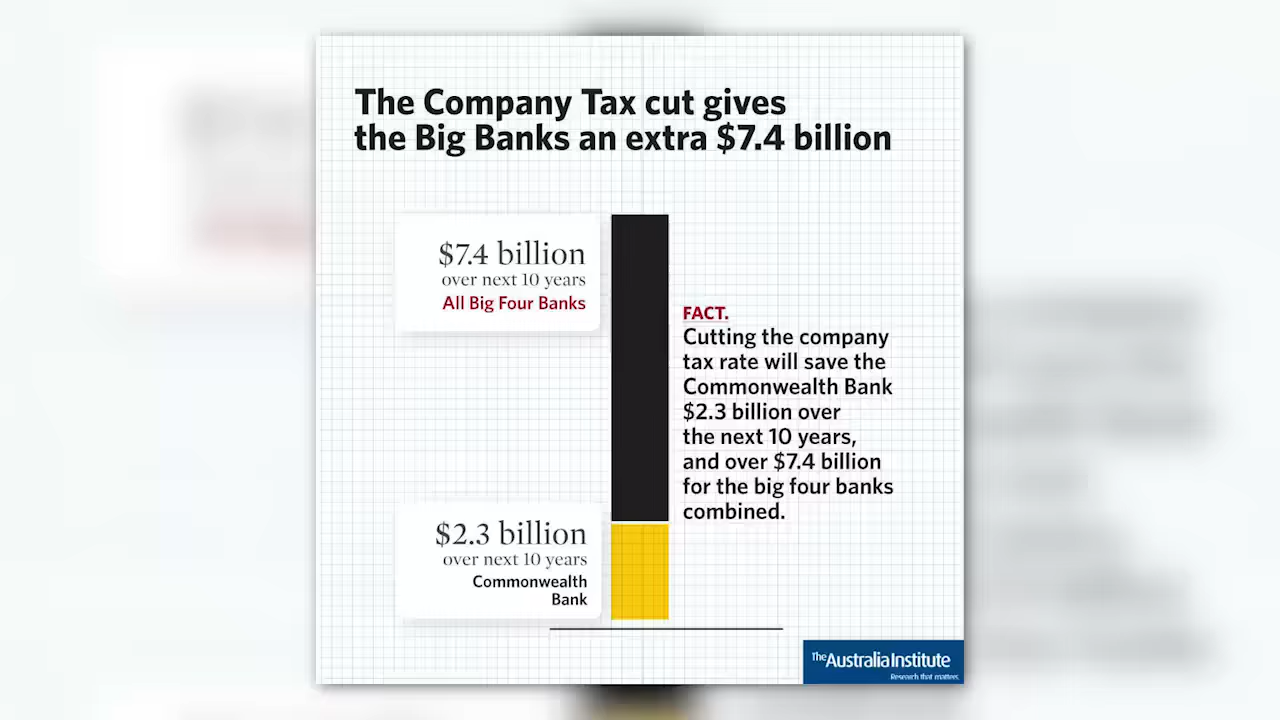 The Company Tax cut gives
the Big Banks an extra $7.4 billion
$7.4 billion
over next 10 years
All Big Four Banks
FACT.
Cutting the company
tax rate will save the
Commonwealth Bank
$2.3 billion over
the next 10 years,
and over $7.4 billion
for the big four banks
combined.
$2.3 billion
over next 10 years
Commonwealth
Bank
The Australia Institute
Research that matters.